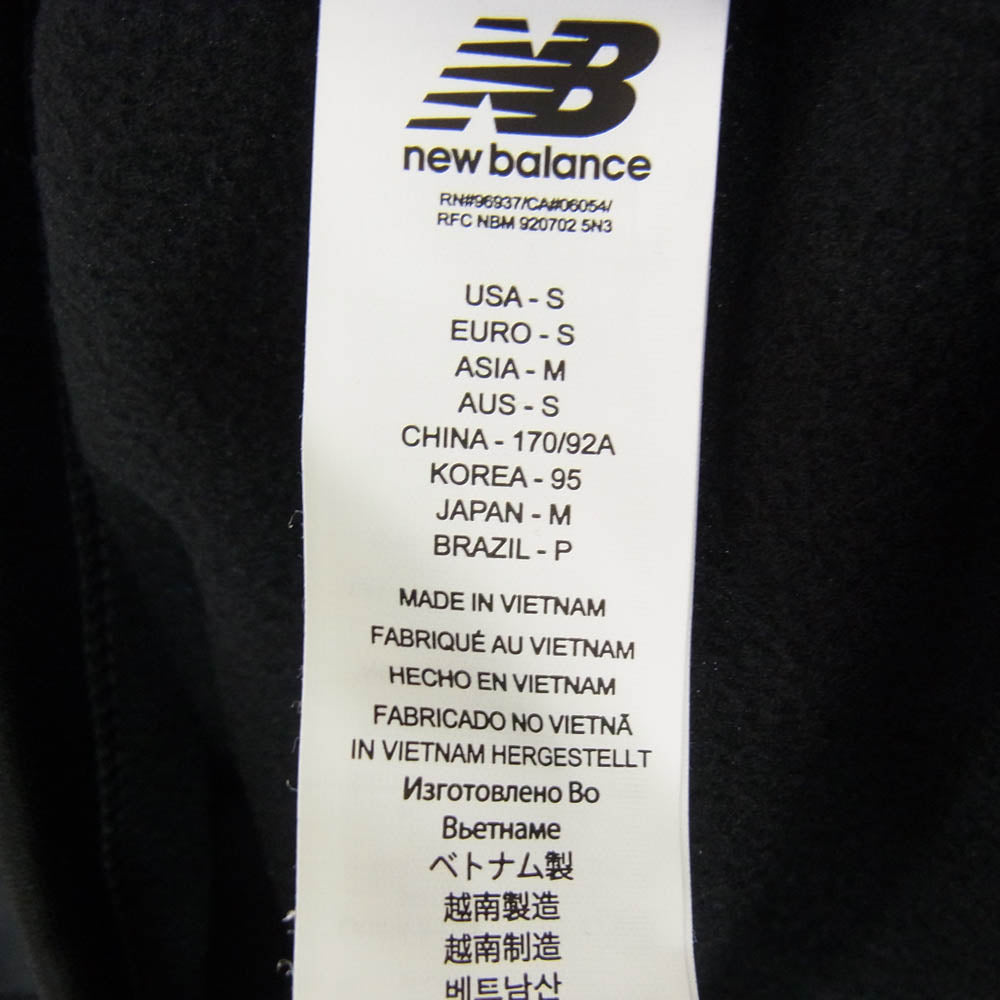 NB
new balance
RN#96937/CA#06054/
RFC NBM 920702 5N3
USA - S
EURO - S
ASIA - M
AUS - S
CHINA - 170/92A
KOREA - 95
JAPAN - M
BRAZIL - P
MADE IN VIETNAM
FABRIQUÉ AU VIETNAM
HECHO EN VIETNAM
FABRICADO NO VIETNÃ
IN VIETNAM HERGESTELLT
Изготовлено Во
Вьетнаме
ベトナム製
越南製造
越南制造
베트남산